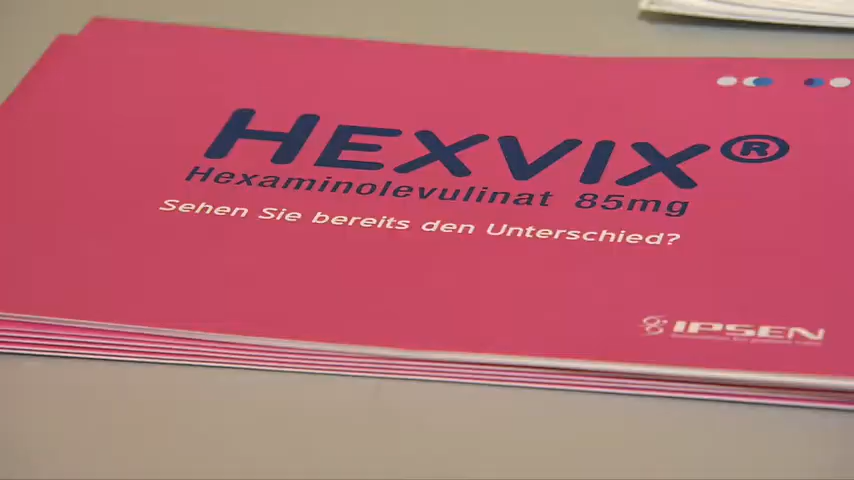 HEXVIX®
Hexaminolevulinat 85mg
Sehen Sie bereits den Unterschied?
IPSEN